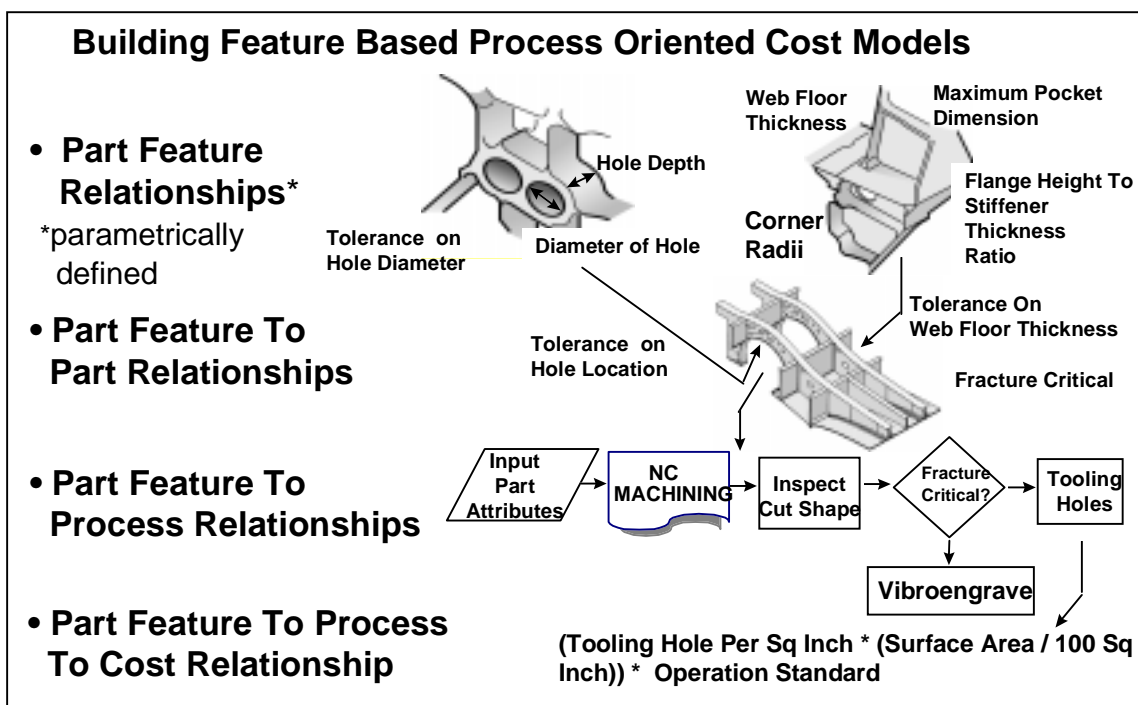 Building Feature Based Process Oriented Cost Models
• Part Feature
Relationships*
*parametrically
defined
• Part Feature To
Part Relationships
• Part Feature To
Process Relationships
• Part Feature To Process
To Cost Relationship
Hole Depth
Tolerance on
Hole Diameter
Diameter of Hole
Web Floor
Thickness
Maximum Pocket
Dimension
Flange Height To
Stiffener
Thickness
Ratio
Corner
Radii
Tolerance on
Hole Location
Tolerance On
Web Floor Thickness
Fracture Critical
Input
Part
Attributes
NC
MACHINING
Inspect
Cut Shape
Fracture
Critical?
Tooling
Holes
Vibroengrave
(Tooling Hole Per Sq Inch * (Surface Area / 100 Sq
Inch)) * Operation Standard